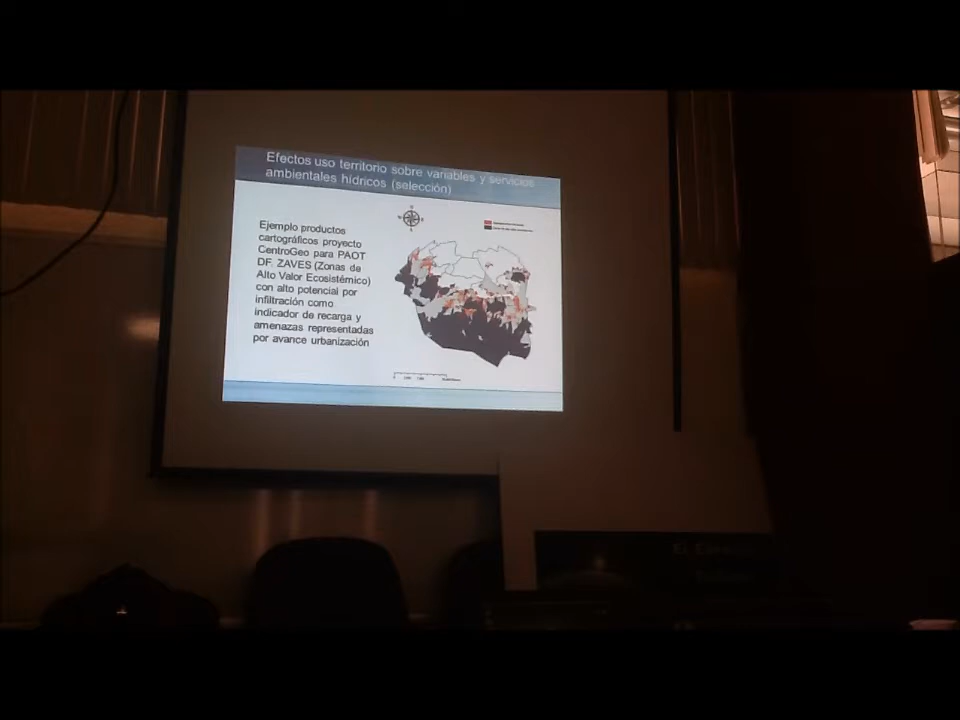 Efectos uso territorio sobre variables y servicios
ambientales hídricos (selección)
Ejemplo productos
cartográficos proyecto
CentroGeo para PAOT
DF. ZAVES (Zonas de
Alto Valor Ecosistémico)
con alto potencial por
infiltración como
indicador de recarga y
amenazas representadas
por avance urbanización